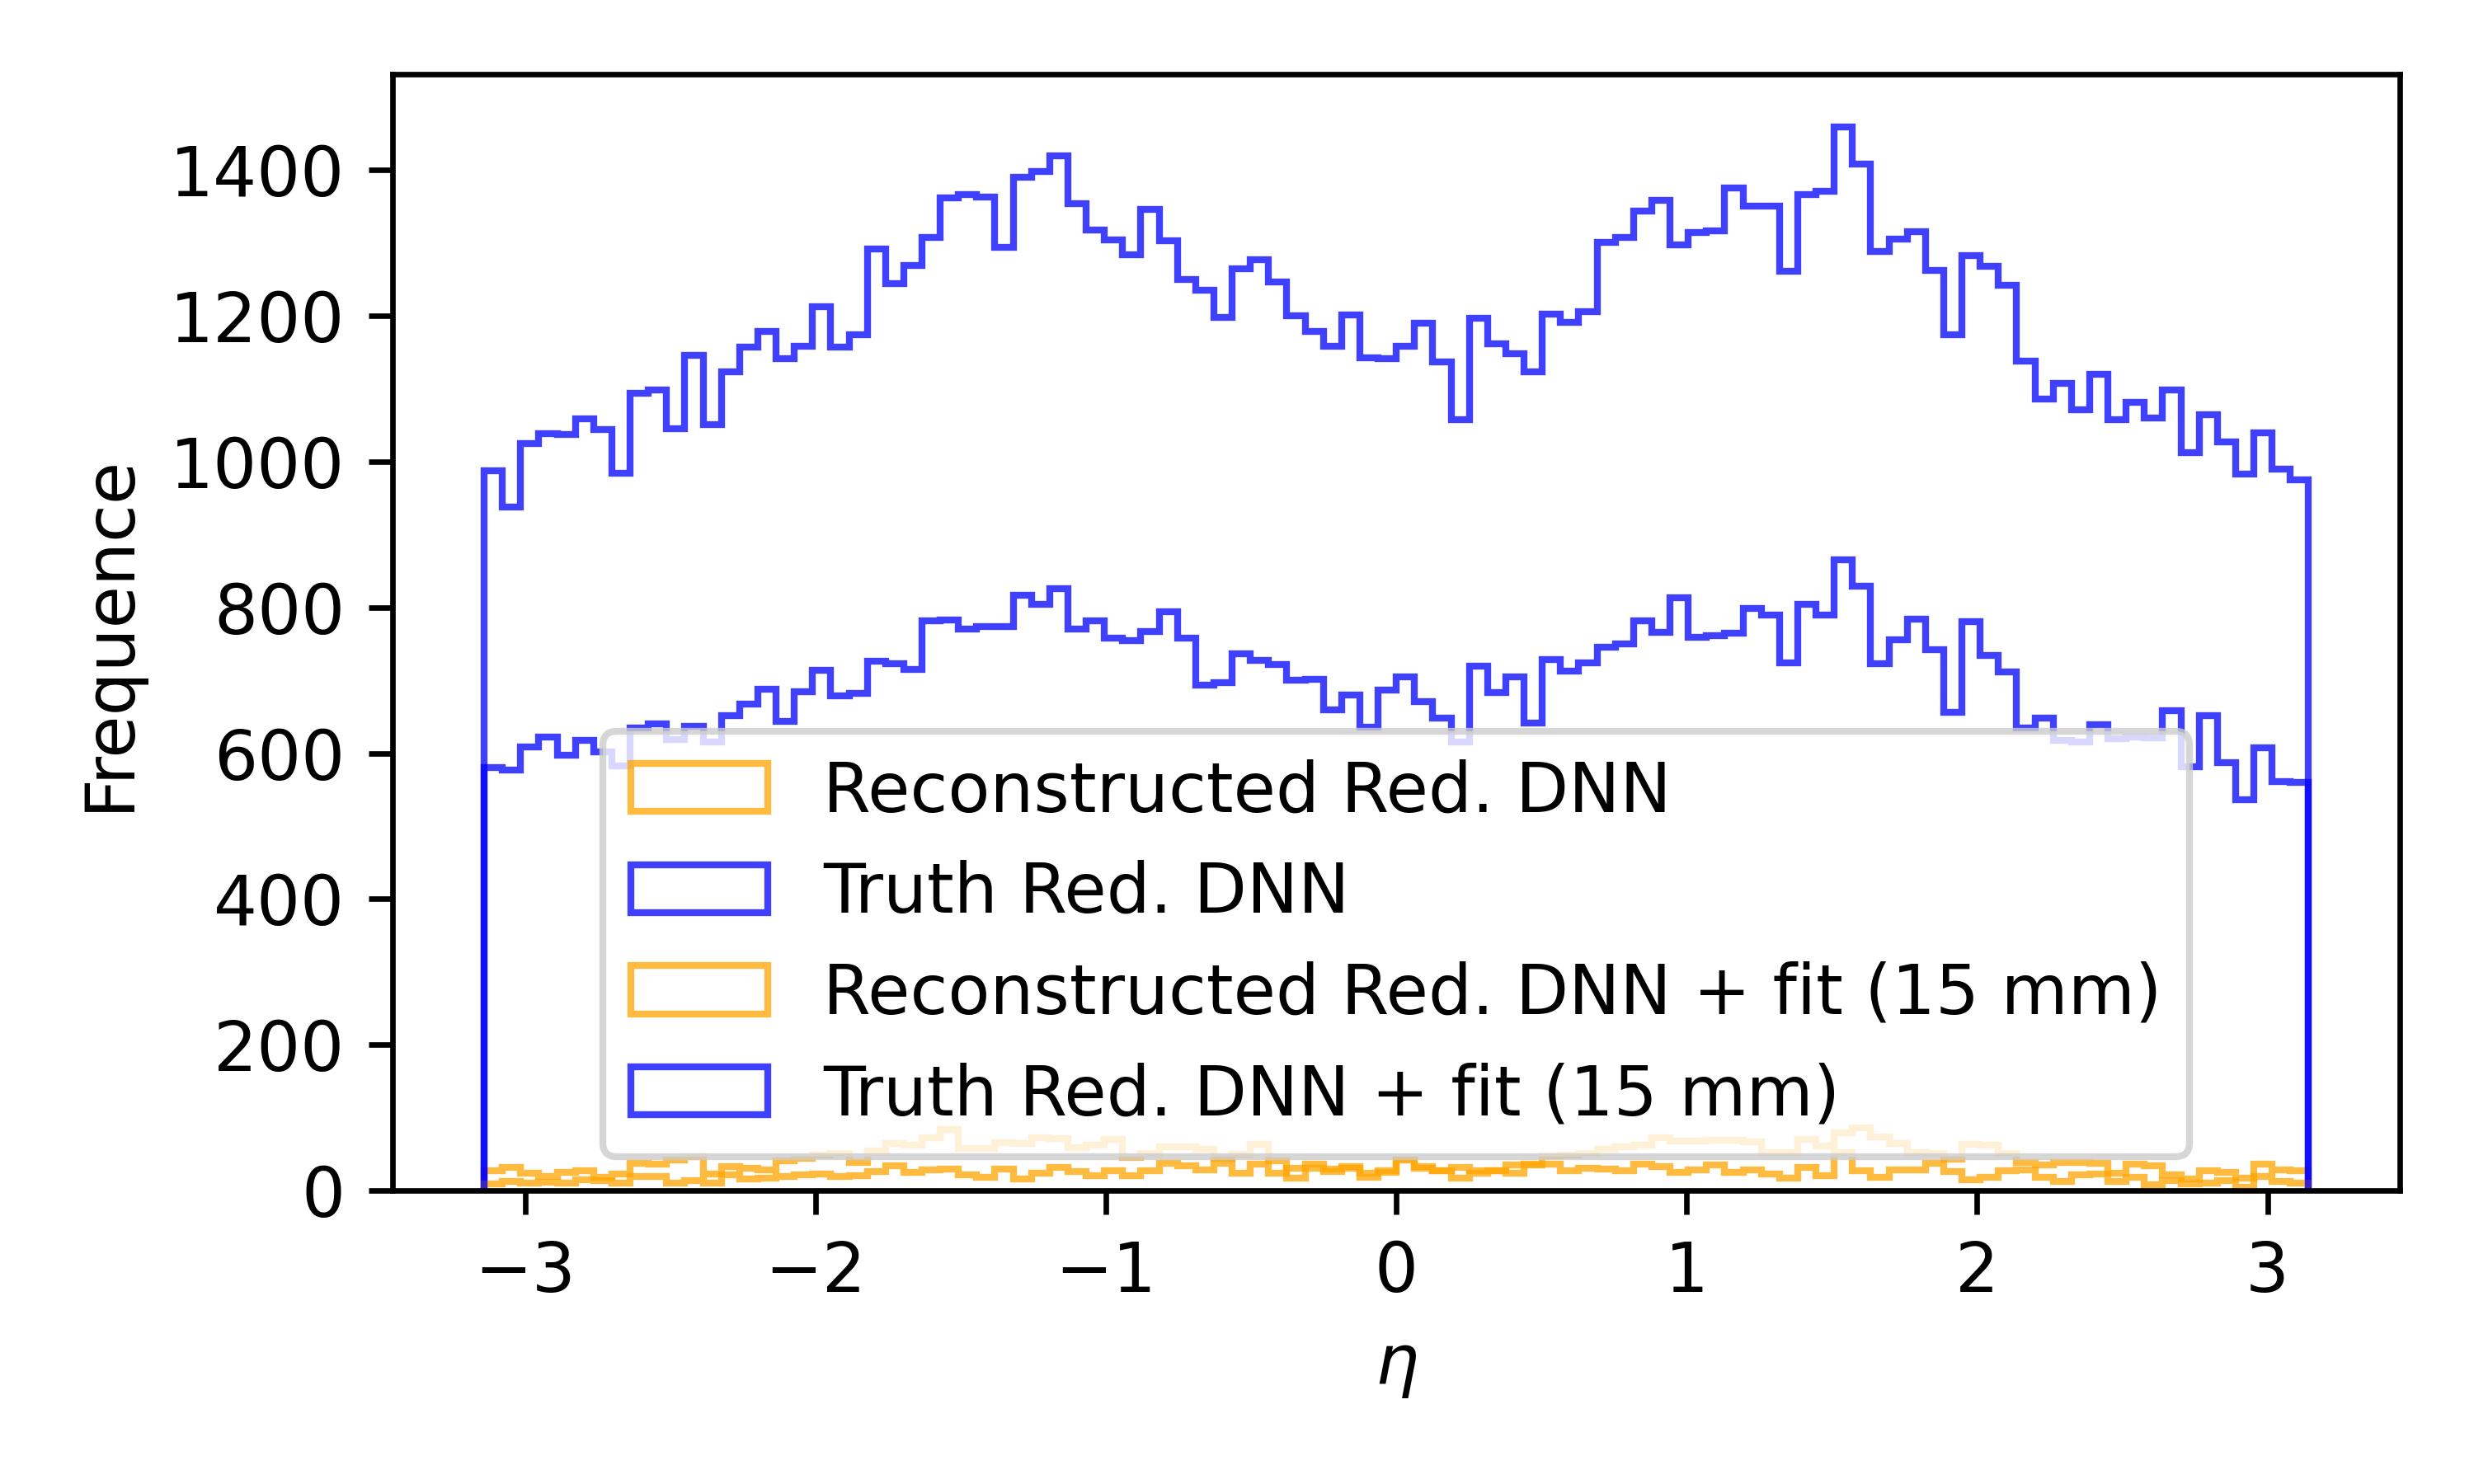 1400
1200
1000
800
600
400
200
0
Frequence
Reconstructed Red. DNN
Truth Red. DNN
Reconstructed Red. DNN + fit (15 mm)
Truth Red. DNN + fit (15 mm)
−3 −2 −1 0 1 2 3
η